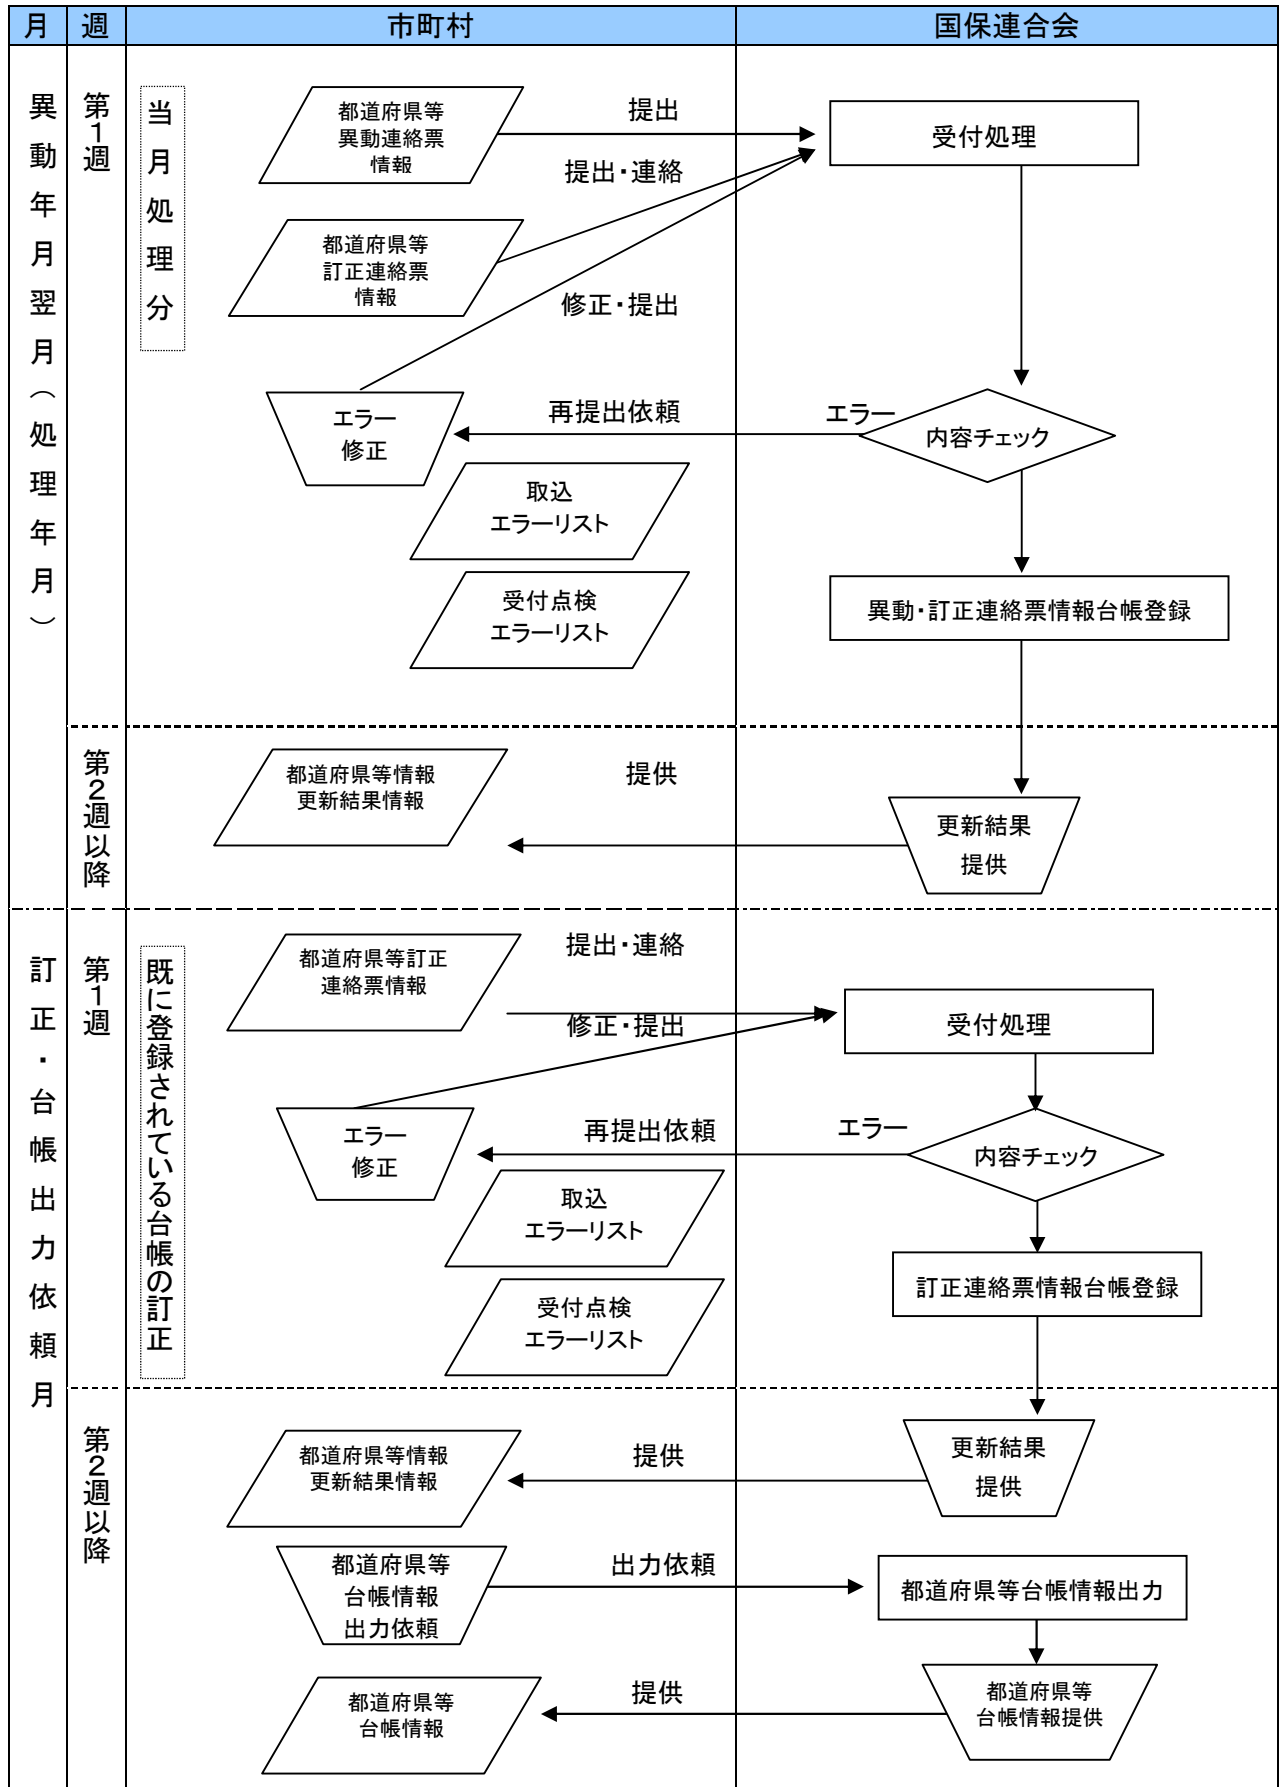 月
週
市町村
国保連合会
異動年月翌月（処理年月）
第1週
当月処理分
都道府県等
異動連絡票
情報
提出
受付処理
提出・連絡
都道府県等
訂正連絡票
情報
修正・提出
エラー
修正
再提出依頼
エラー
内容チェック
取込
エラーリスト
受付点検
エラーリスト
異動・訂正連絡票情報台帳登録
第2週以降
都道府県等情報
更新結果情報
提供
更新結果
提供
訂正・台帳出力依頼月
第1週
既に登録されている台帳の訂正
都道府県等訂正
連絡票情報
提出・連絡
受付処理
修正・提出
エラー
修正
再提出依頼
エラー
内容チェック
取込
エラーリスト
受付点検
エラーリスト
訂正連絡票情報台帳登録
第2週以降
都道府県等情報
更新結果情報
提供
更新結果
提供
都道府県等
台帳情報
出力依頼
出力依頼
都道府県等台帳情報出力
都道府県等
台帳情報
提供
都道府県等
台帳情報提供